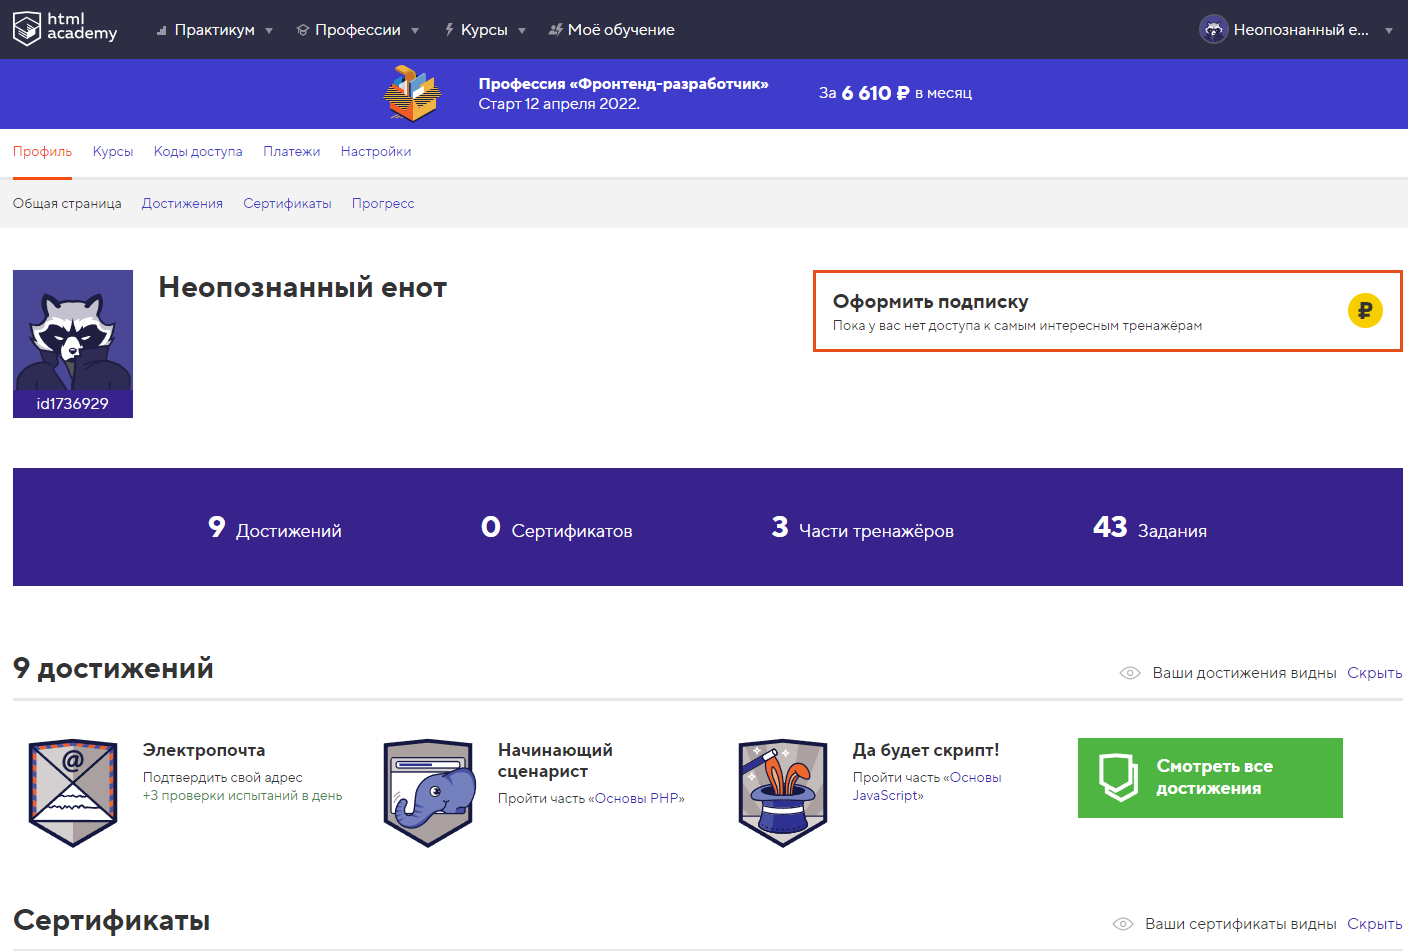 html
academy
Практикум Профессии Курсы Моё обучение Неопознанный е...
Профессия «Фронтенд-разработчик»
Старт 12 апреля 2022.
За 6 610 ₽ в месяц
Профиль Курсы Коды доступа Платежи Настройки
Общая страница Достижения Сертификаты Прогресс
Неопознанный енот
id1736929
Оформить подписку
Пока у вас нет доступа к самым интересным тренажёрам
₽
9 Достижений 0 Сертификатов 3 Части тренажёров 43 Задания
9 достижений
Ваши достижения видны Скрыть
@
Электропочта
Подтвердить свой адрес
+3 проверки испытаний в день
Начинающий
сценарист
Пройти часть «Основы PHP»
Да будет скрипт!
Пройти часть «Основы
JavaScript»
Смотреть все
достижения
Сертификаты
Ваши сертификаты видны Скрыть